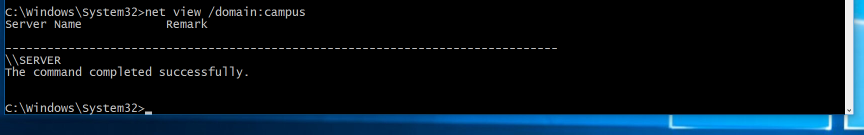 C:\Windows\System32>net view /domain:campus
Server Name            Remark
-------------------------------------------------------------------------------
\\SERVER
The command completed successfully.
C:\Windows\System32>